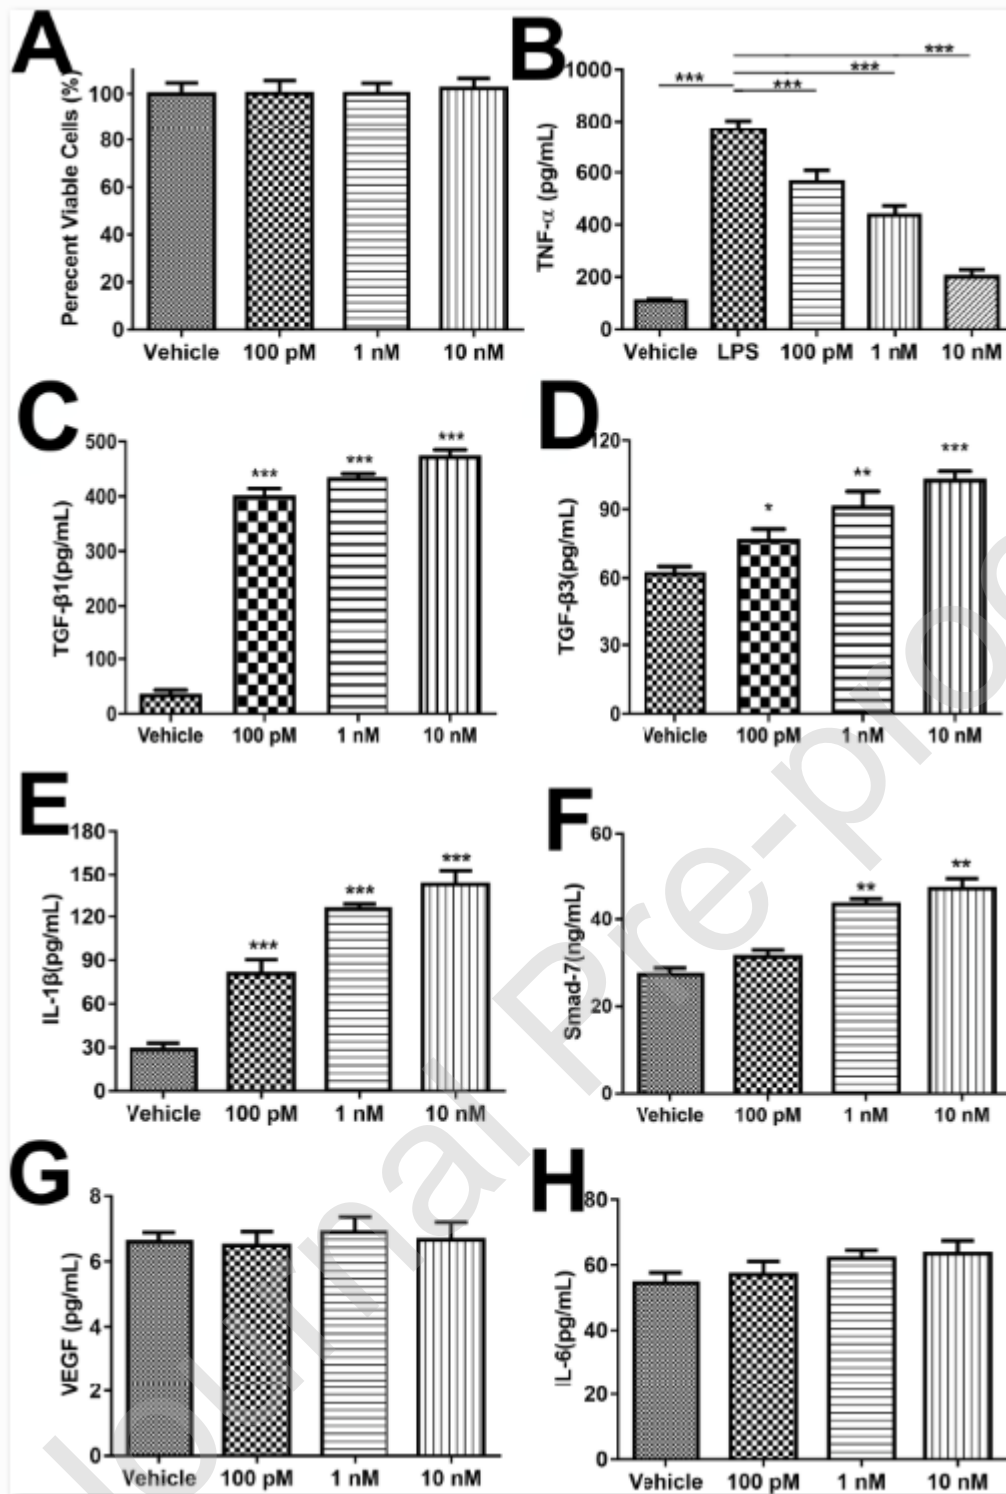 A
Perecent Viable Cells (%)
100
80
60
40
20
0
Vehicle 100 pM 1 nM 10 nM
B
TNF-α (pg/mL)
1000
800
600
400
200
0
***
***
***
***
Vehicle LPS 100 pM 1 nM 10 nM
C
TGF-β1(pg/mL)
500
400
300
200
100
0
*** *** ***
Vehicle 100 pM 1 nM 10 nM
D
TGF-β3(pg/mL)
120
90
60
30
0
* ** ***
Vehicle 100 pM 1 nM 10 nM
E
IL-1β(pg/mL)
180
150
120
90
60
30
0
*** *** ***
Vehicle 100 pM 1 nM 10 nM
F
Smad-7(ng/mL)
60
40
20
0
** **
Vehicle 100 pM 1 nM 10 nM
G
VEGF (pg/mL)
8
6
4
2
0
Vehicle 100 pM 1 nM 10 nM
H
IL-6(pg/mL)
80
60
40
20
0
Vehicle 100 pM 1 nM 10 nM